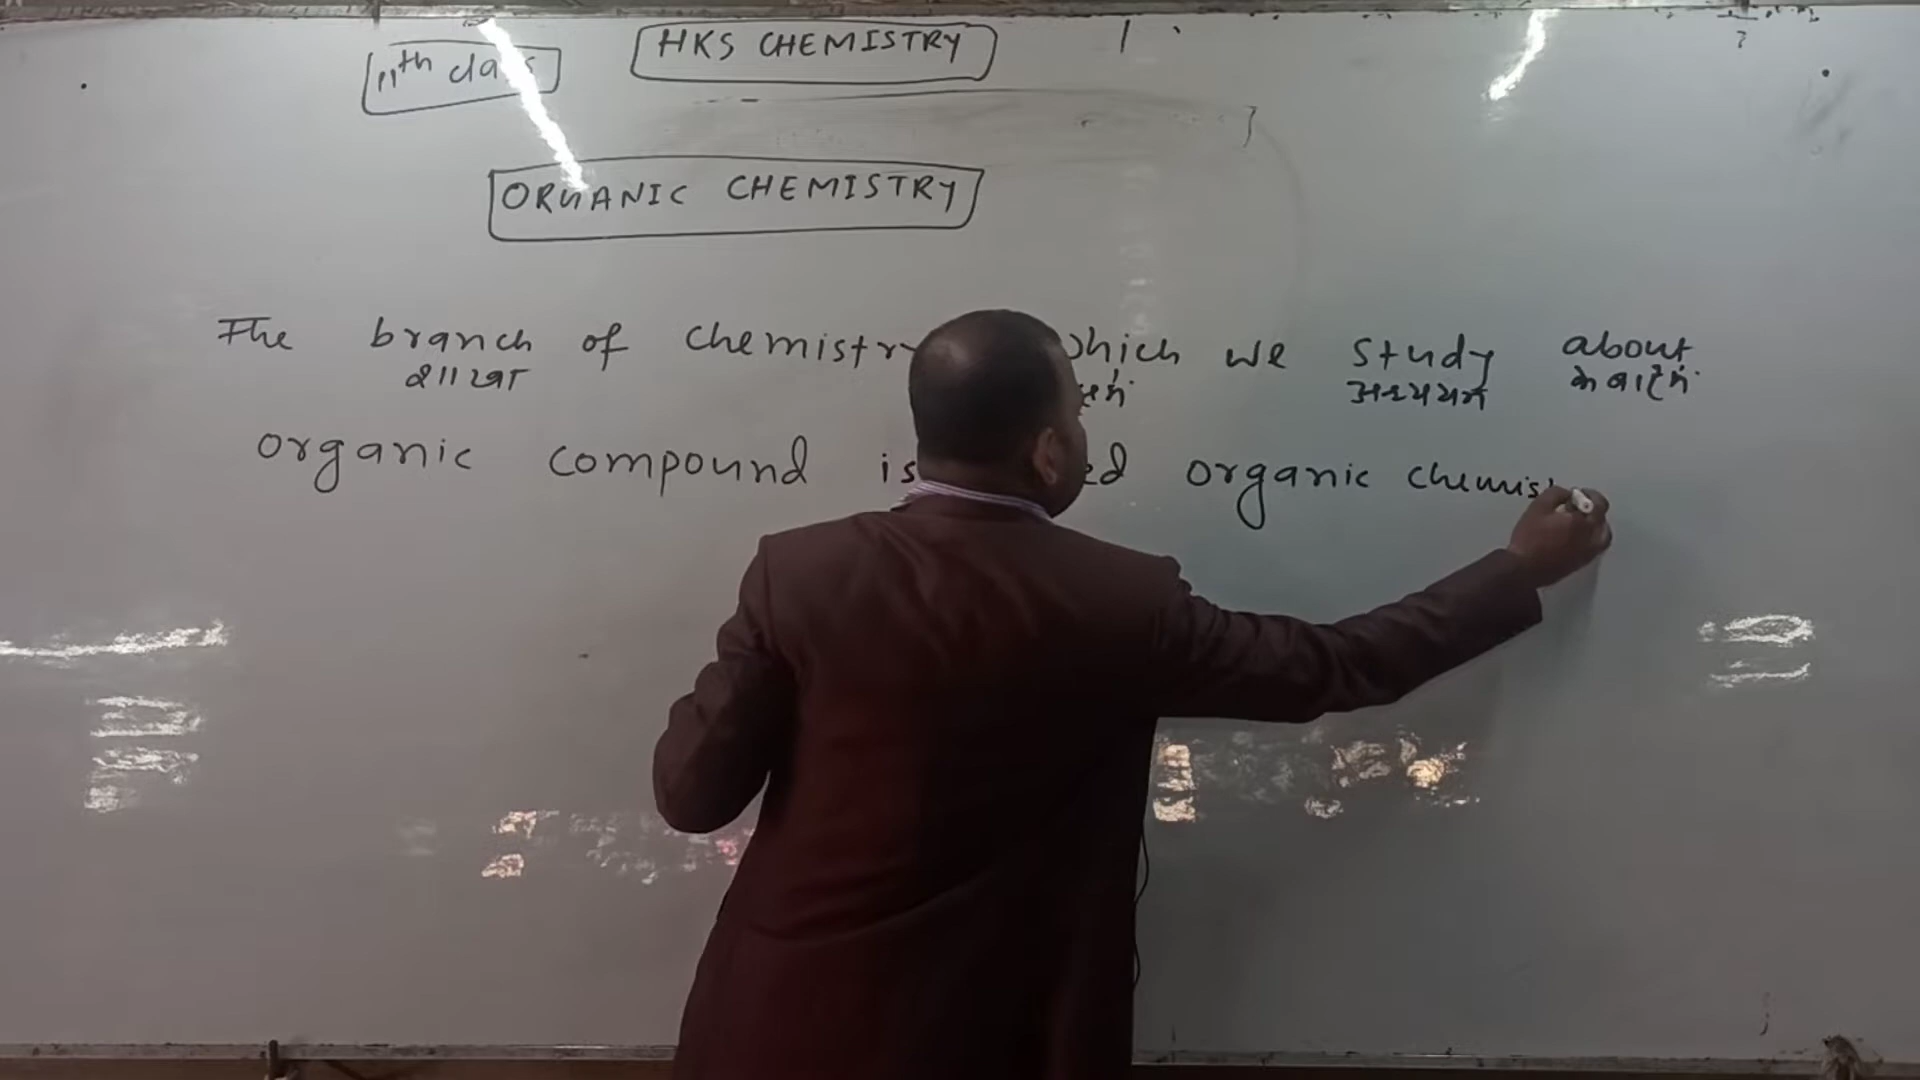 11th class HKS CHEMISTRY
ORGANIC CHEMISTRY
The branch of chemistry which we study about
शाखा अध्ययन के बारे में
organic compound is organic chemis